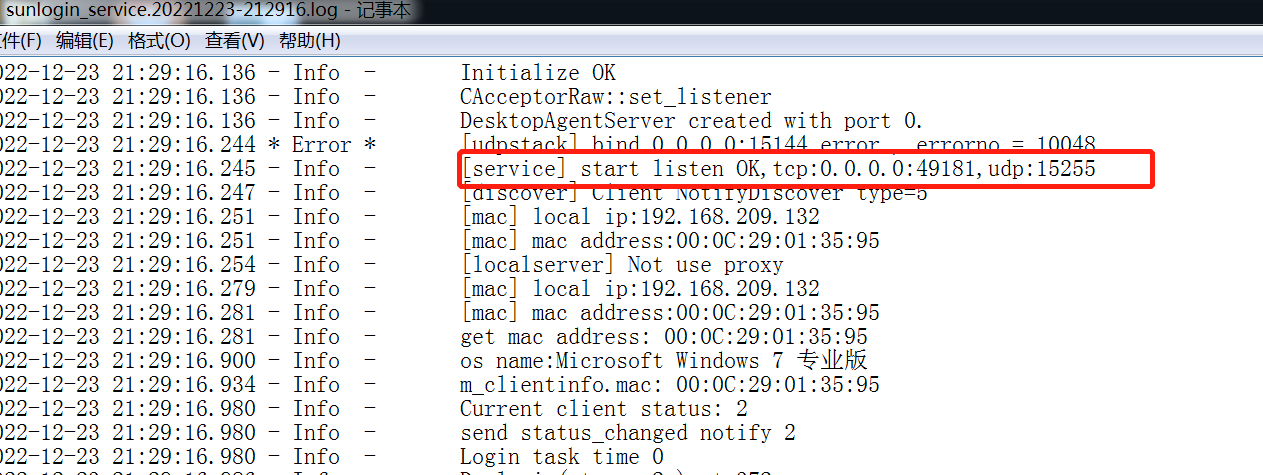 sunlogin_service.20221223-212916.log - 记事本
件(F) 编辑(E) 格式(O) 查看(V) 帮助(H)
022-12-23 21:29:16.136 - Info - Initialize OK
022-12-23 21:29:16.136 - Info - CAcceptorRaw::set_listener
022-12-23 21:29:16.136 - Info - DesktopAgentServer created with port 0.
022-12-23 21:29:16.244 * Error * [udpstack] bind 0.0.0.0:15144 error , errorno = 10048
022-12-23 21:29:16.245 - Info - [service] start listen OK,tcp:0.0.0.0:49181,udp:15255
022-12-23 21:29:16.247 - Info - [discover] Client NotifyDiscover type=5
022-12-23 21:29:16.251 - Info - [mac] local ip:192.168.209.132
022-12-23 21:29:16.251 - Info - [mac] mac address:00:0C:29:01:35:95
022-12-23 21:29:16.254 - Info - [localserver] Not use proxy
022-12-23 21:29:16.279 - Info - [mac] local ip:192.168.209.132
022-12-23 21:29:16.281 - Info - [mac] mac address:00:0C:29:01:35:95
022-12-23 21:29:16.281 - Info - get mac address: 00:0C:29:01:35:95
022-12-23 21:29:16.900 - Info - os name:Microsoft Windows 7 专业版
022-12-23 21:29:16.934 - Info - m_clientinfo.mac: 00:0C:29:01:35:95
022-12-23 21:29:16.980 - Info - Current client status: 2
022-12-23 21:29:16.980 - Info - send status_changed notify 2
022-12-23 21:29:16.980 - Info - Login task time 0